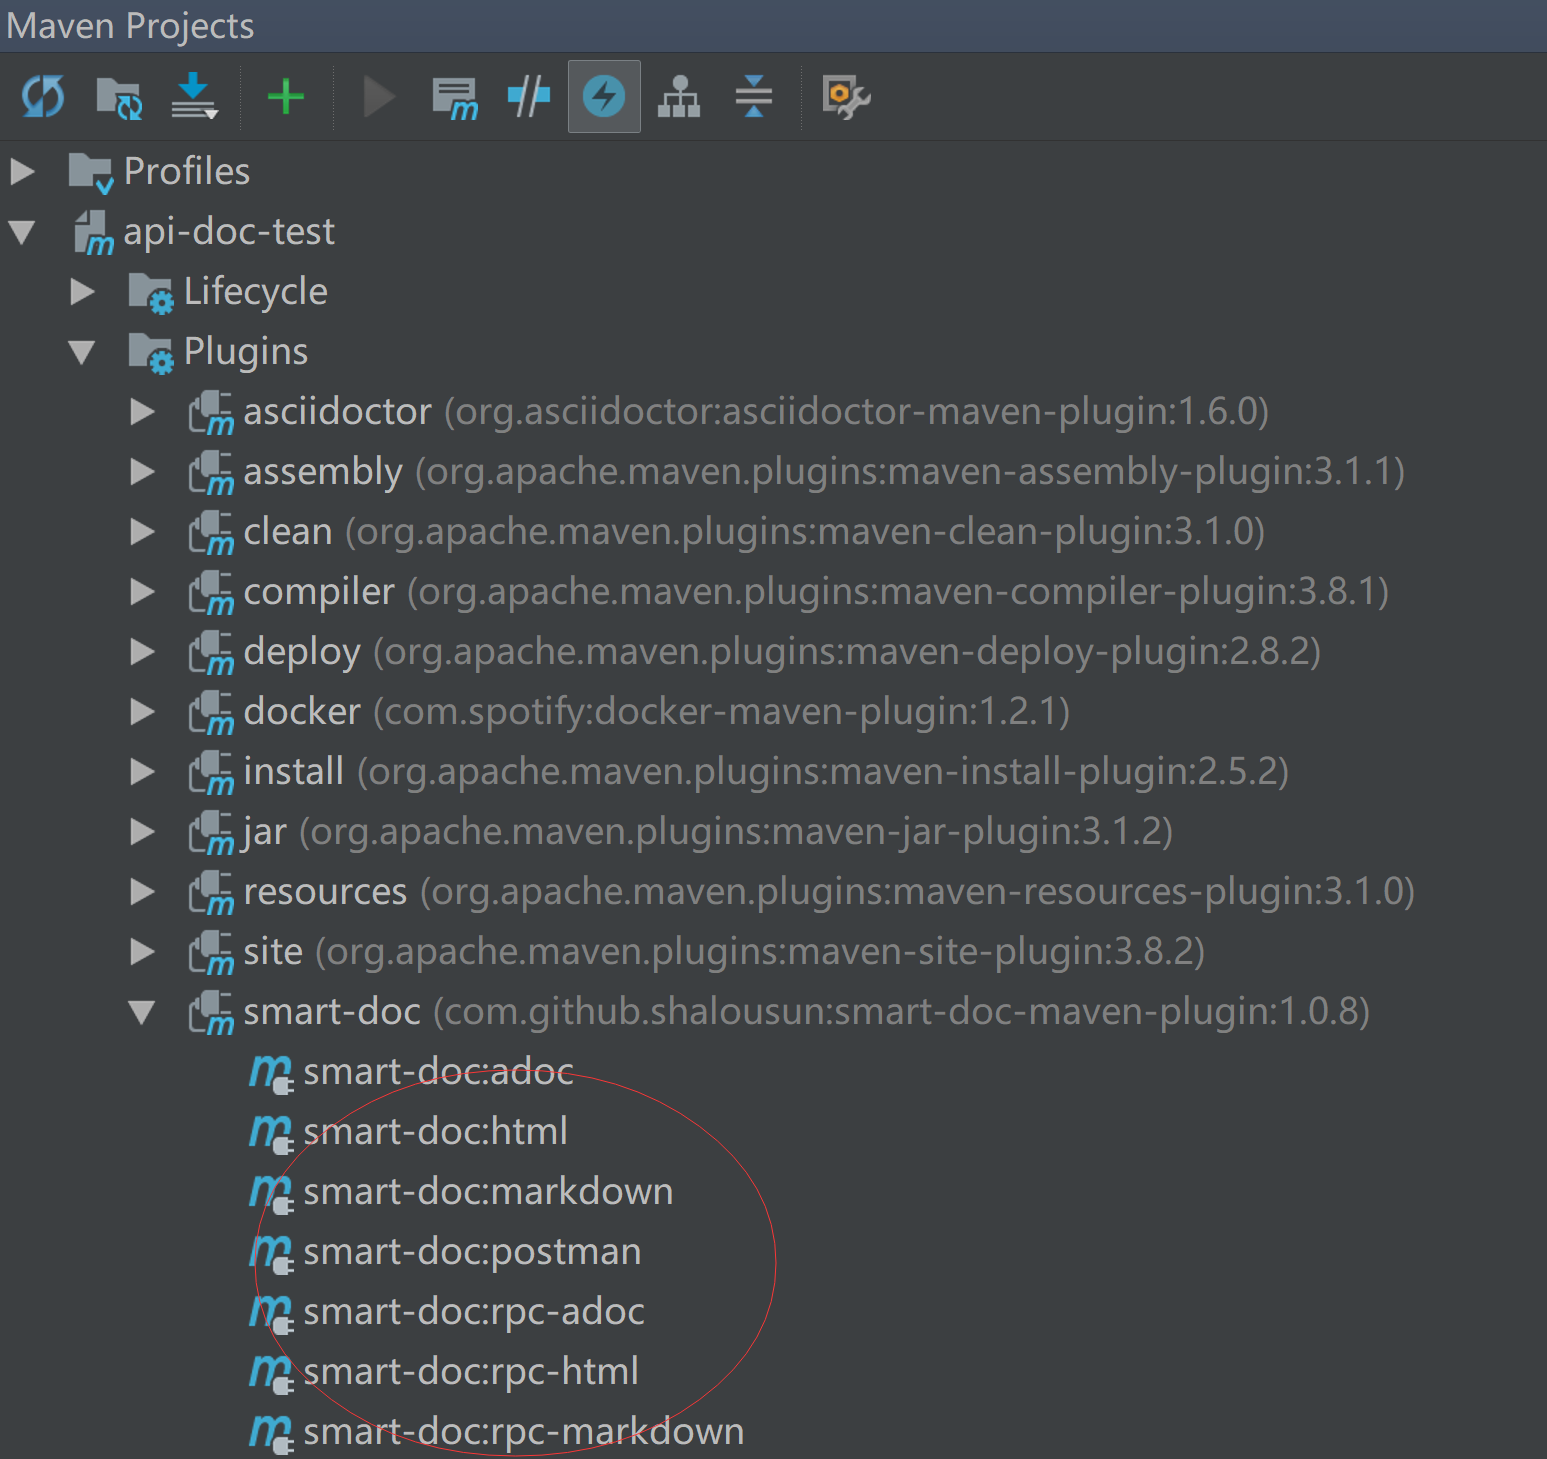 Maven Projects
Profiles
api-doc-test
Lifecycle
Plugins
asciidoctor (org.asciidoctor:asciidoctor-maven-plugin:1.6.0)
assembly (org.apache.maven.plugins:maven-assembly-plugin:3.1.1)
clean (org.apache.maven.plugins:maven-clean-plugin:3.1.0)
compiler (org.apache.maven.plugins:maven-compiler-plugin:3.8.1)
deploy (org.apache.maven.plugins:maven-deploy-plugin:2.8.2)
docker (com.spotify:docker-maven-plugin:1.2.1)
install (org.apache.maven.plugins:maven-install-plugin:2.5.2)
jar (org.apache.maven.plugins:maven-jar-plugin:3.1.2)
resources (org.apache.maven.plugins:maven-resources-plugin:3.1.0)
site (org.apache.maven.plugins:maven-site-plugin:3.8.2)
smart-doc (com.github.shalousun:smart-doc-maven-plugin:1.0.8)
smart-doc:adoc
smart-doc:html
smart-doc:markdown
smart-doc:postman
smart-doc:rpc-adoc
smart-doc:rpc-html
smart-doc:rpc-markdown